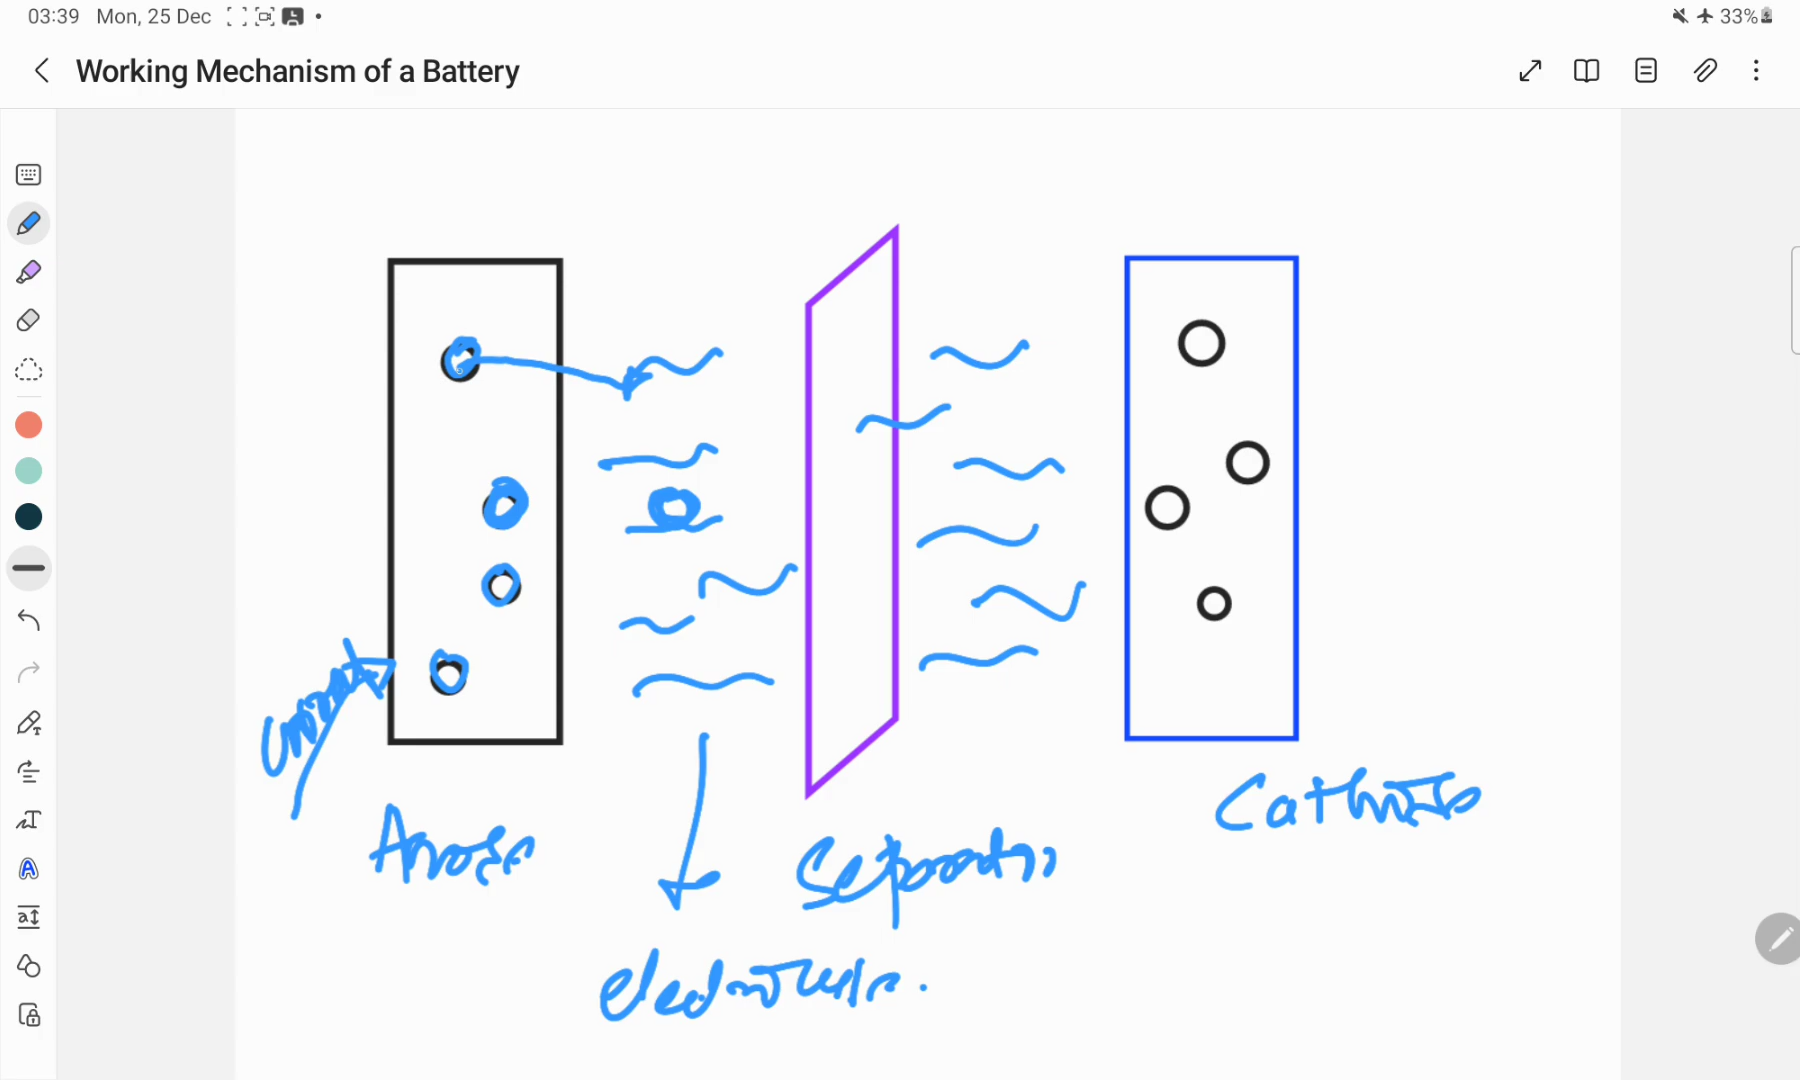 03:39 Mon, 25 Dec
33%
Working Mechanism of a Battery
Anode
Separator
Cathode
electrolyte.